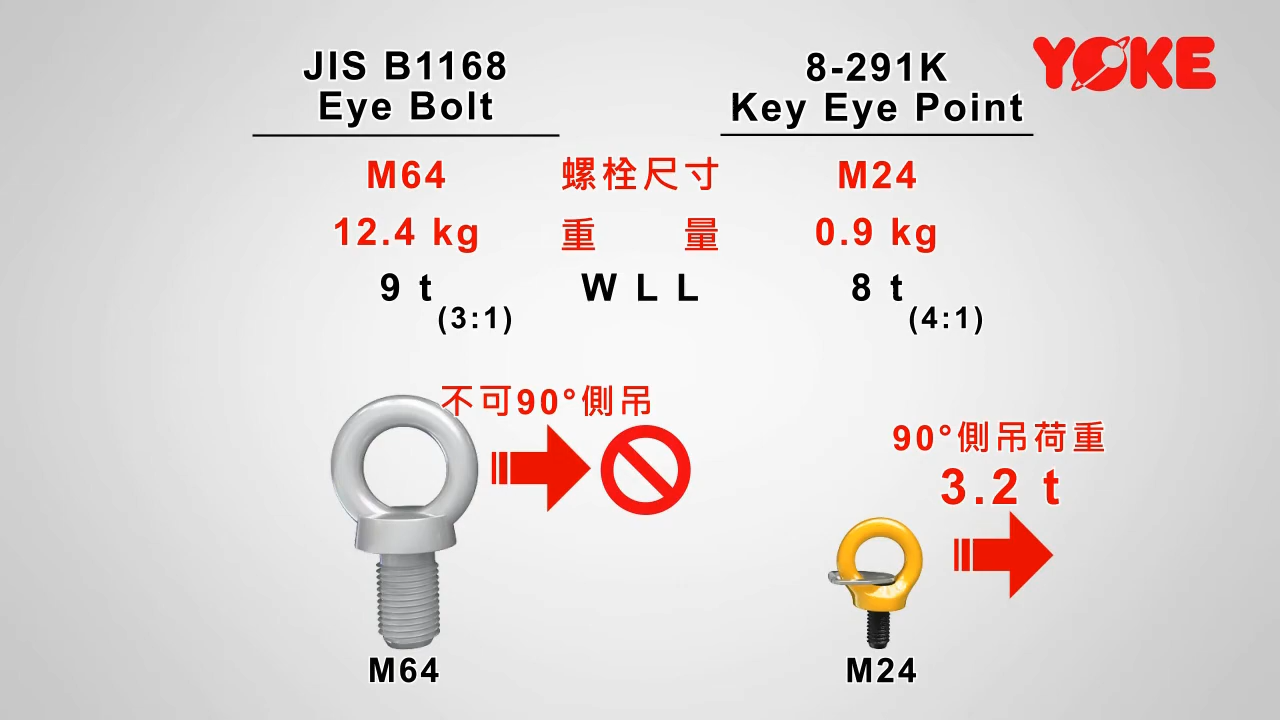 YOKE
JIS B1168
Eye Bolt
8-291K
Key Eye Point
M64 螺栓尺寸 M24
12.4 kg 重量 0.9 kg
9 t (3:1) WLL 8 t (4:1)
不可90°側吊
90°側吊荷重
3.2 t
M64
M24